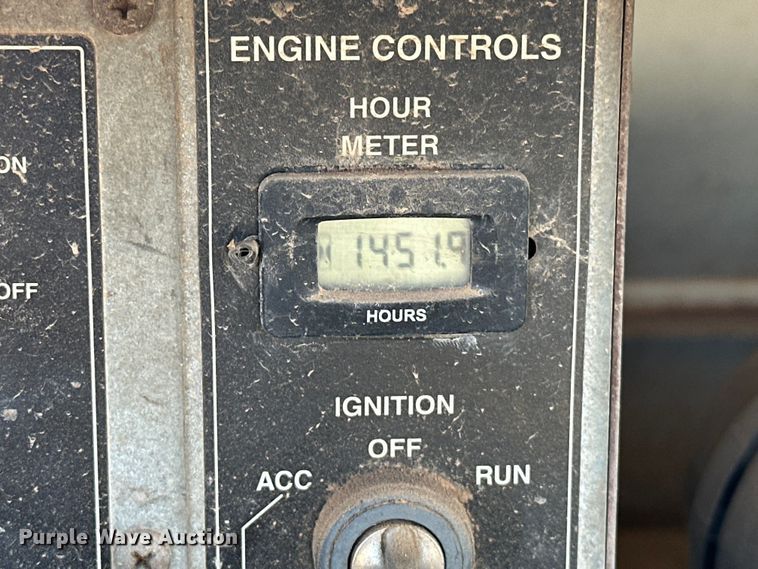 ENGINE CONTROLS
HOUR
METER
1451.9
HOURS
ON
OFF
IGNITION
OFF
ACC
RUN
Purple Wave Auction